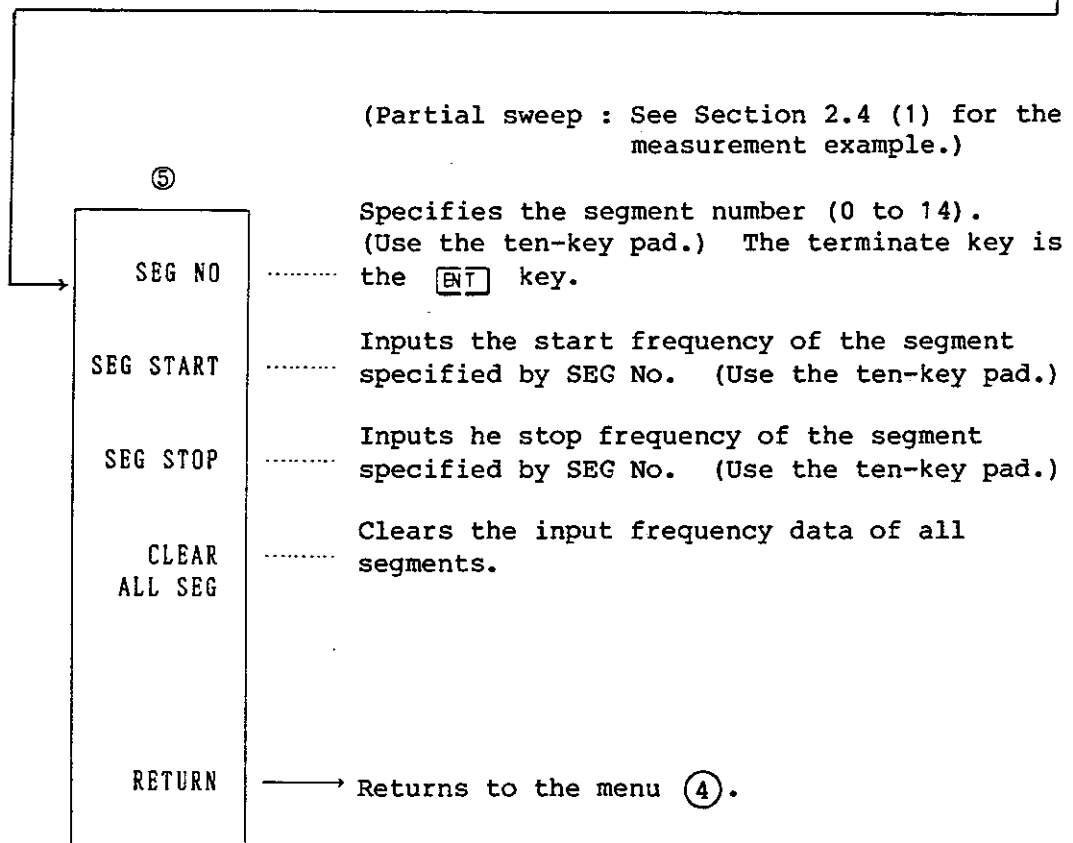 (Partial sweep : See Section 2.4 (1) for the
measurement example.)
⑤
Specifies the segment number (0 to 14).
(Use the ten-key pad.) The terminate key is
SEG NO ......... the ENT key.
Inputs the start frequency of the segment
SEG START ......... specified by SEG No. (Use the ten-key pad.)
Inputs he stop frequency of the segment
SEG STOP ......... specified by SEG No. (Use the ten-key pad.)
Clears the input frequency data of all
CLEAR ......... segments.
ALL SEG
RETURN → Returns to the menu ④.